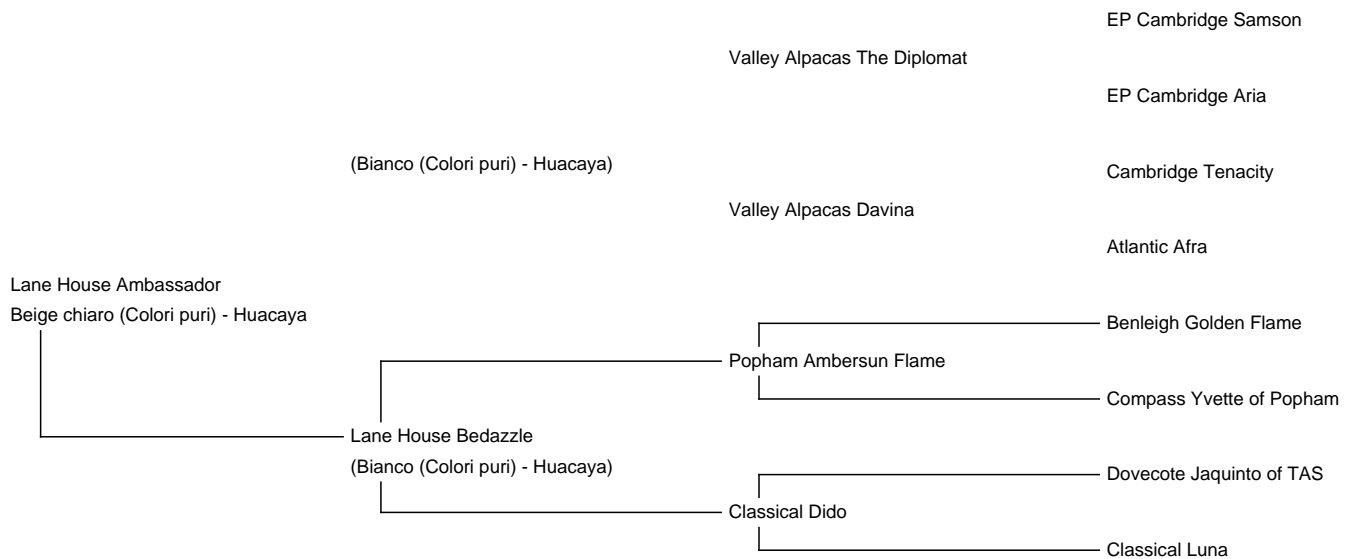 EP Cambridge Samson
Valley Alpacas The Diplomat
EP Cambridge Aria
(Bianco (Colori puri) - Huacaya)
Cambridge Tenacity
Valley Alpacas Davina
Atlantic Afra
Lane House Ambassador
Beige chiaro (Colori puri) - Huacaya
Benleigh Golden Flame
Popham Ambersun Flame
Compass Yvette of Popham
Lane House Bedazzle
(Bianco (Colori puri) - Huacaya)
Dovecote Jaquinto of TAS
Classical Dido
Classical Luna